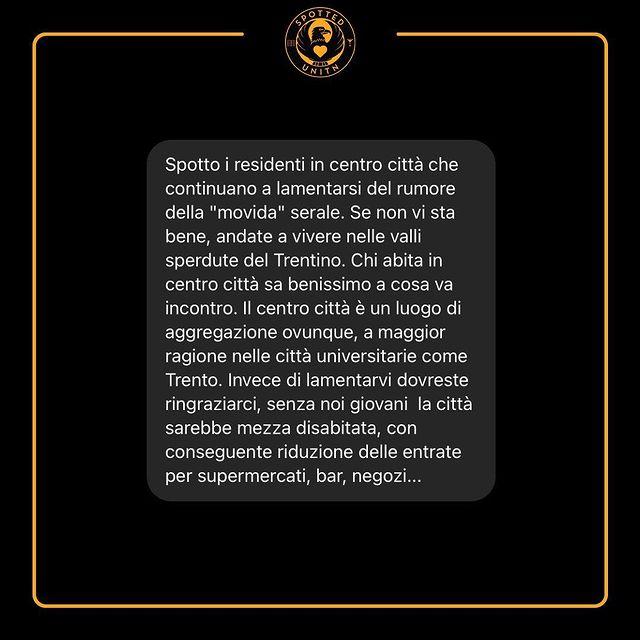 SPOTTED
UNITN
Spotto i residenti in centro città che
continuano a lamentarsi del rumore
della "movida" serale. Se non vi sta
bene, andate a vivere nelle valli
sperdute del Trentino. Chi abita in
centro città sa benissimo a cosa va
incontro. Il centro città è un luogo di
aggregazione ovunque, a maggior
ragione nelle città universitarie come
Trento. Invece di lamentarvi dovreste
ringraziarci, senza noi giovani  la città
sarebbe mezza disabitata, con
conseguente riduzione delle entrate
per supermercati, bar, negozi...